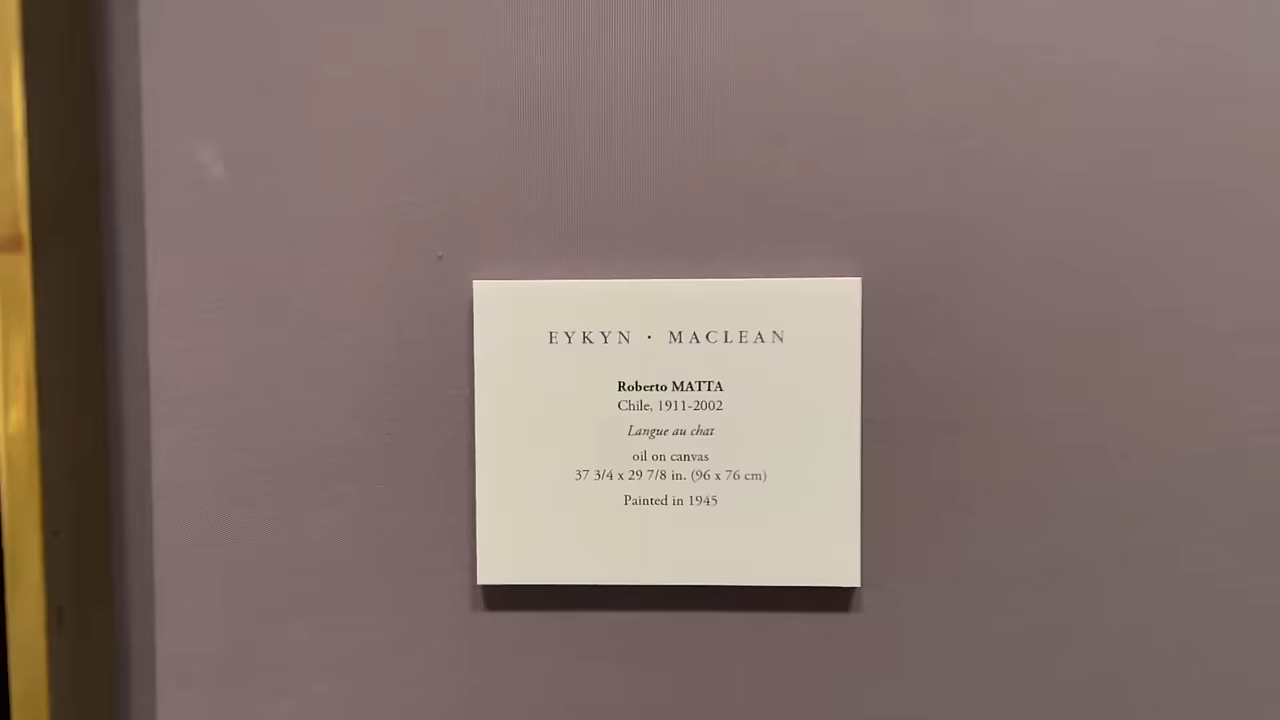 EYKYN · MACLEAN
Roberto MATTA
Chile, 1911-2002
Langue au chat
oil on canvas
37 3/4 x 29 7/8 in. (96 x 76 cm)
Painted in 1945